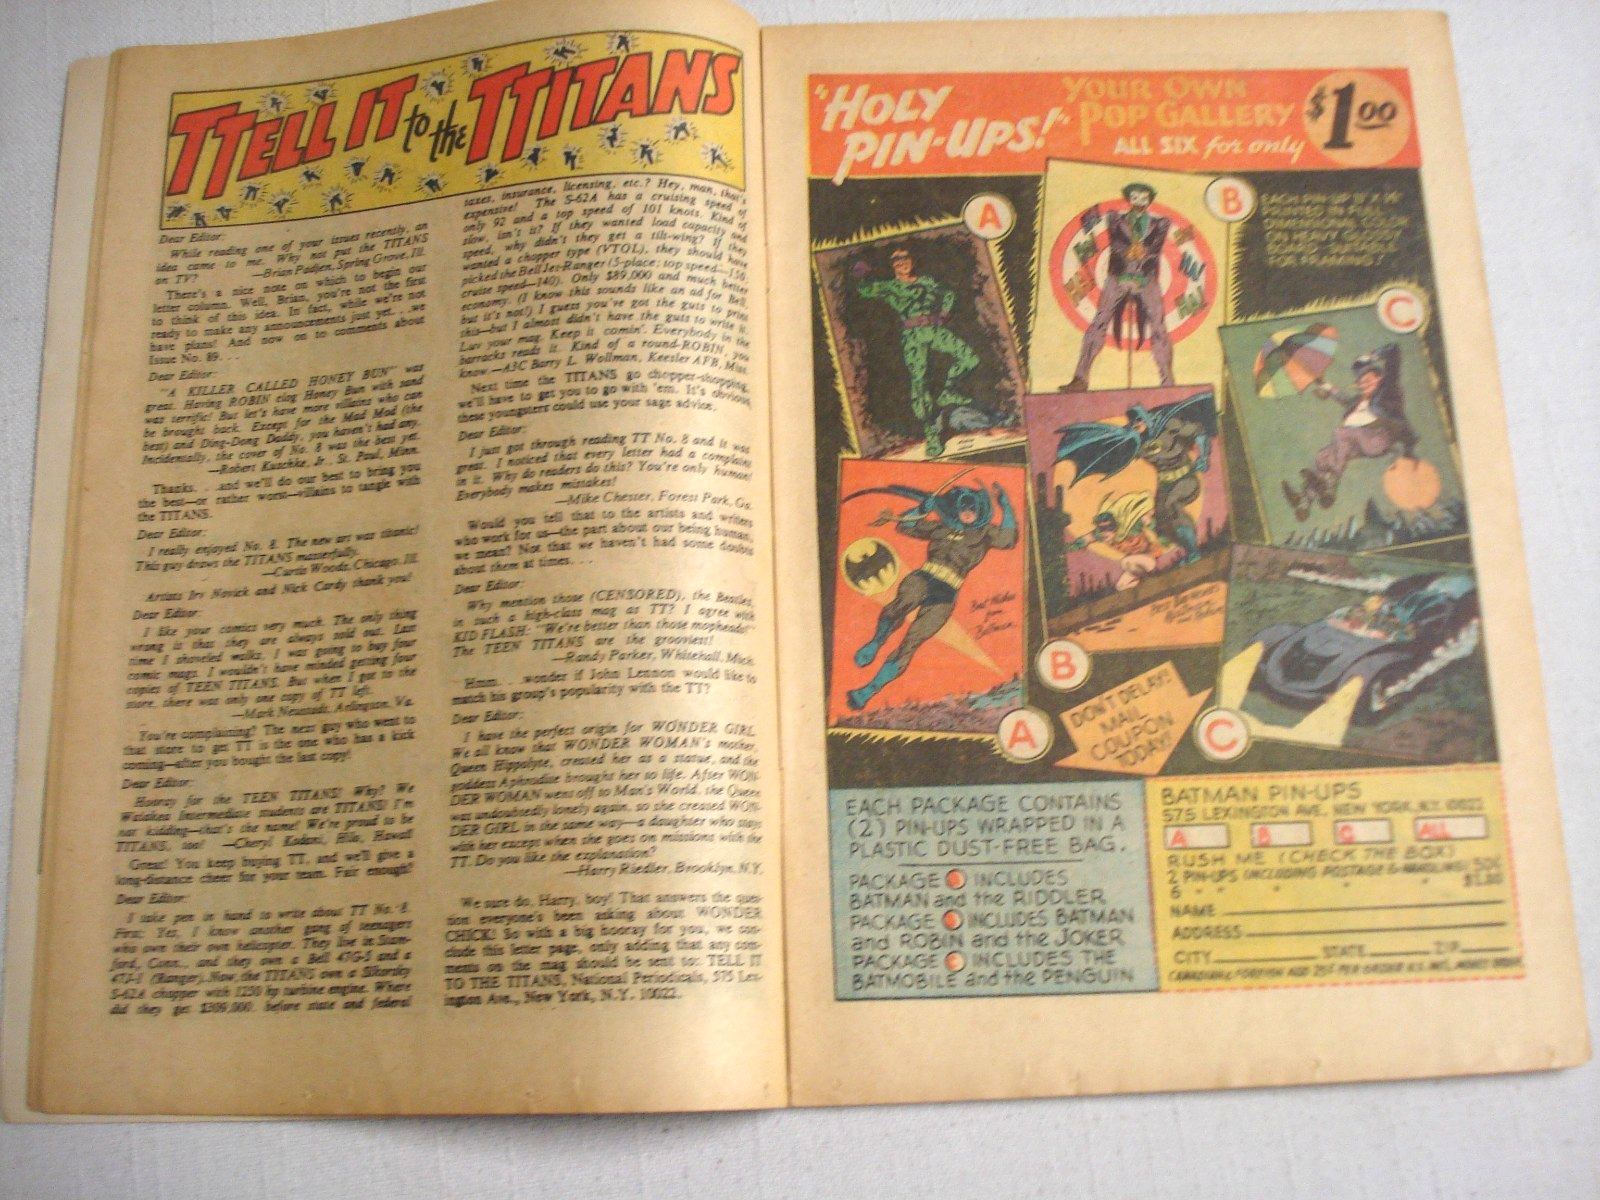 TTELL IT to the TTITANS
Dear Editor:
While reading one of your issues recently, an
idea came to me. Why not put the TITANS
on TV? —Brian Padjen, Spring Grove, Ill.
There's a nice note on which to begin our
letter column. Well, Brian, you're not the first
to think of this idea. In fact, while we're not
ready to make any announcements just yet. . .we
have plans! And now on to comments about
Issue No. 89. . .
Dear Editor:
"A KILLER CALLED HONEY BUN" was
great. Having ROBIN clog Honey Bun with sand
was terrific! But let's have more villains who can
be brought back. Except for the Mad Mod (the
best) and Ding-Dong Daddy, you haven't had any.
Incidentally, the cover of No. 8 was the best yet.
—Robert Kuschke, Jr., St. Paul, Minn.
Thanks. . .and we'll do our best to bring you
the best—or rather worst—villains to tangle with
the TITANS.
Dear Editor:
I really enjoyed No. 8. The new art was titanic!
This guy draws the TITANS masterfully.
—Curtis Woods, Chicago, Ill.
Artists Irv Novick and Nick Cardy thank you!
Dear Editor:
I like your comics very much. The only thing
wrong is that they are always sold out. Last
time I shoveled walks, I was going to buy four
comic mags. I wouldn't have minded getting four
copies of TEEN TITANS. But when I got to the
store, there was only one copy of TT left.
—Mark Neustadt, Arlington, Va.
You're complaining? The next guy who went to
that store to get TT is the one who has a kick
coming—after you bought the last copy!
Dear Editor:
Hooray for the TEEN TITANS! Why? We
Waiakea Intermediate students are TITANS! I'm
not kidding—that's the name! We're proud to be
TITANS, too! —Cheryl Kodani, Hilo, Hawaii
Great! You keep buying TT, and we'll give a
long-distance cheer for your team. Fair enough?
Dear Editor:
I take pen in hand to write about TT No. 8.
First: Yes, I know another gang of teenagers
who own their own helicopter. They live in Stam-
ford, Conn., and they own a Bell 47G-5 and a
47J-1 (Ranger). Now the TITANS own a Sikorsky
S-62A chopper with 1250 hp turbine engine. Where
did they get $309,000, before state and federal
taxes, insurance, licensing, etc.? Hey, man, that's
expensive! The S-62A has a cruising speed of
only 92 and a top speed of 101 knots. Kind of
slow, isn't it? If they wanted load capacity and
speed, why didn't they get a tilt-wing? If they
wanted a chopper type (VTOL), they should have
picked the Bell Jet-Ranger (5-place; top speed—150,
cruise speed—140). Only $89,000 and much better
economy. (I know this sounds like an ad for Bell,
but it's not!) I guess you've got the guts to print
this—but I almost didn't have the guts to write it.
Luv your mag. Keep it comin'. Everybody in the
barracks reads it. Kind of a round-ROBIN, you
know.—A3C Barry L. Wollman, Keesler AFB, Miss.
Next time the TITANS go chopper-shopping,
we'll have to get you to go with 'em. It's obvious
these youngsters could use your sage advice.
Dear Editor:
I just got through reading TT No. 8 and it was
great. I noticed that every letter had a complaint
in it. Why do readers do this? You're only human!
Everybody makes mistakes!
—Mike Chester, Forest Park, Ga.
Would you tell that to the artists and writers
who work for us—the part about our being human,
we mean? Not that we haven't had some doubts
about them at times. . .
Dear Editor:
Why mention those (CENSORED), the Beatles,
in such a high-class mag as TT? I agree with
KID FLASH: "We're better than those mopheads!"
The TEEN TITANS are the grooviest!
—Randy Parker, Whitehall, Mich.
Hmm. . .wonder if John Lennon would like to
match his group's popularity with the TT?
Dear Editor:
I have the perfect origin for WONDER GIRL.
We all know that WONDER WOMAN's mother,
Queen Hippolyte, created her as a statue, and the
goddess Aphrodite brought her to life. After WON-
DER WOMAN went off to Man's World, the Queen
was undoubtedly lonely again, so she created WON-
DER GIRL in the same way—a daughter who stays
with her except when she goes on missions with the
TT. Do you like the explanation?
—Harry Riedler, Brooklyn, N.Y.
We sure do, Harry, boy! That answers the ques-
tion everyone's been asking about WONDER
CHICK! So with a big hooray for you, we con-
clude this letter page, only adding that any com-
ments on the mag should be sent to: TELL IT
TO THE TITANS, National Periodicals, 575 Lex-
ington Ave., New York, N.Y. 10022.
"HOLY
PIN-UPS!"
YOUR OWN
POP GALLERY
ALL SIX for only
$1.00
A
B
C
EACH PIN-UP
FOR FRAMING!
HA!
HA!
Best Wishes
from
Batman
B
A
C
DON'T DELAY!
MAIL
COUPON
TODAY!
EACH PACKAGE CONTAINS
(2) PIN-UPS WRAPPED IN A
PLASTIC DUST-FREE BAG.
PACKAGE A INCLUDES
BATMAN and the RIDDLER
PACKAGE B INCLUDES BATMAN
and ROBIN and the JOKER
PACKAGE C INCLUDES THE
BATMOBILE and the PENGUIN
BATMAN PIN-UPS
575 LEXINGTON AVE., NEW YORK, N.Y. 10022
A B C ALL
RUSH ME (CHECK THE BOX)
2 PIN-UPS (INCLUDING POSTAGE & HANDLING) 50¢
6 " " " " " $1.00
NAME
ADDRESS
CITY STATE ZIP
CANADIAN & FOREIGN ADD 25¢ PER ORDER